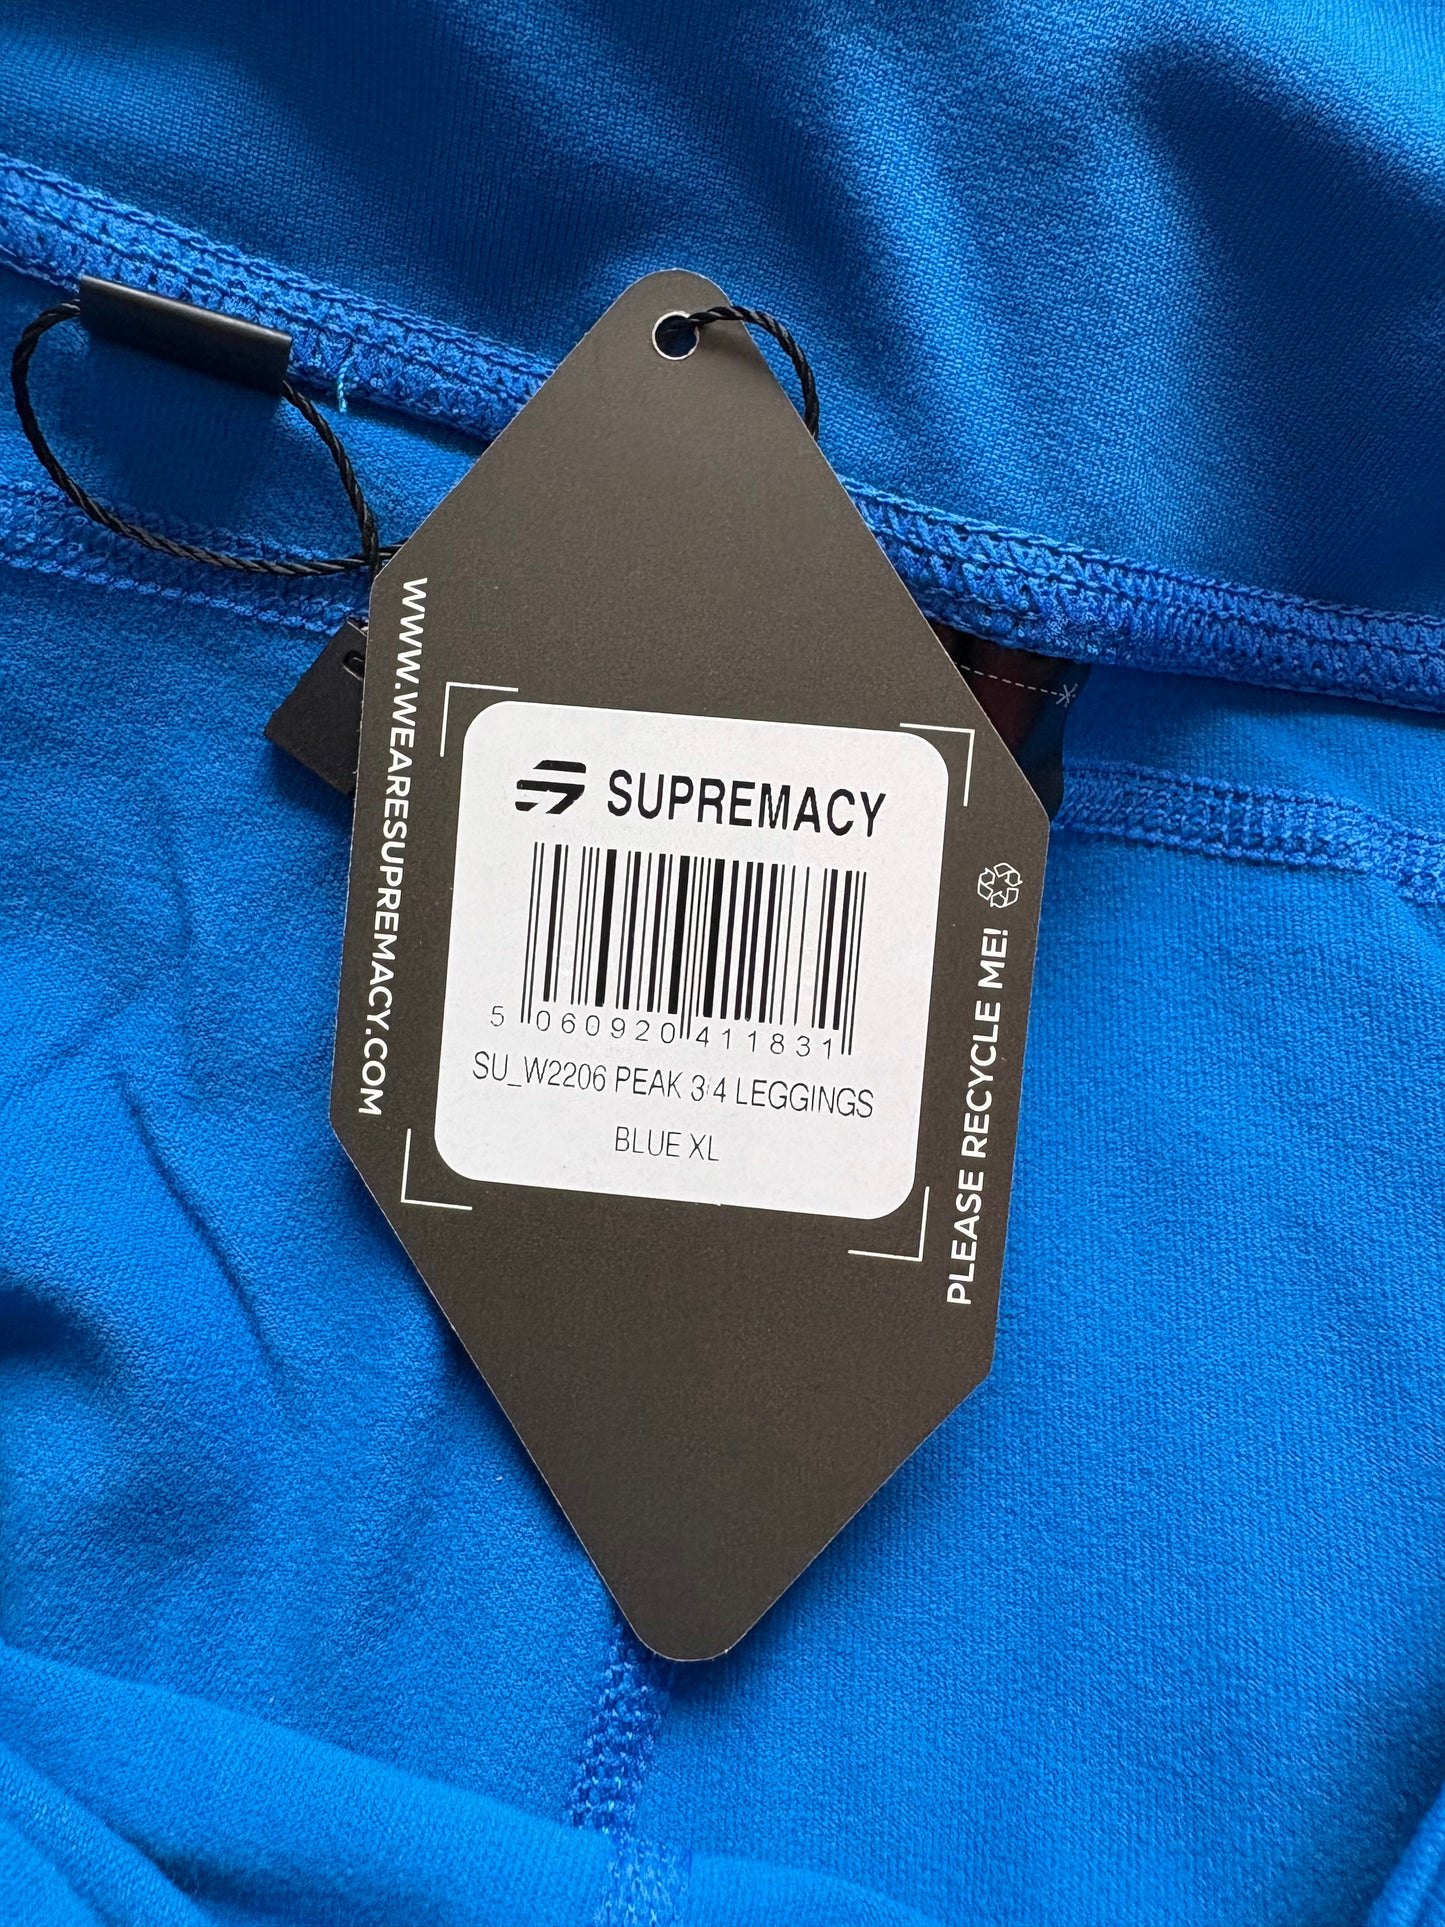 WWW.WEARESUPREMACY.COM
SUPREMACY
5 060920 411831
SU_W2206 PEAK 3/4 LEGGINGS
BLUE XL
PLEASE RECYCLE ME!